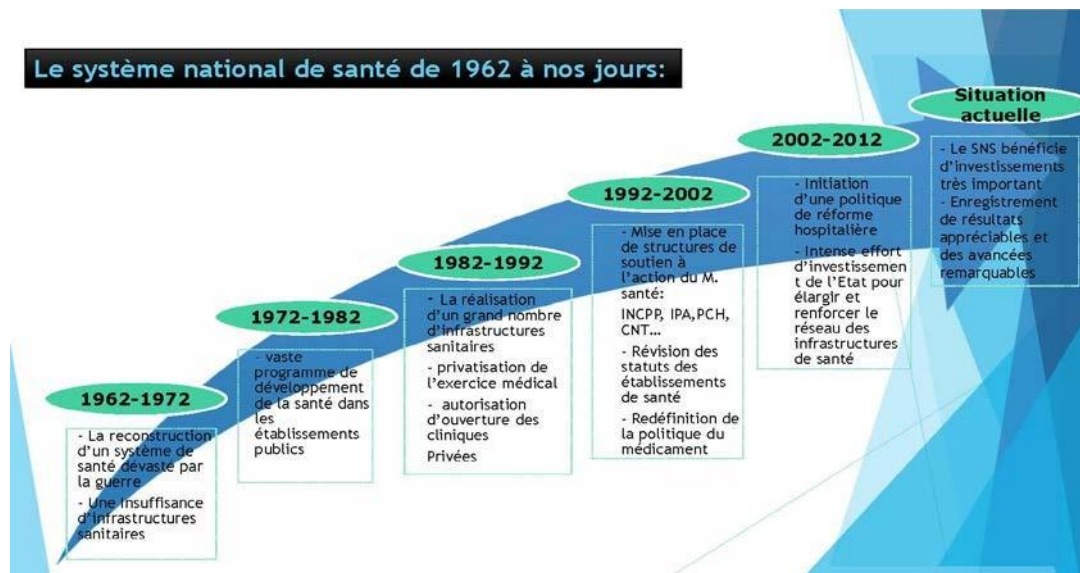 Le système national de santé de 1962 à nos jours:
1962-1972
- La reconstruction
d'un système de
santé dévasté par
la guerre
- Une insuffisance
d'infrastructures
sanitaires
1972-1982
- vaste
programme de
développement
de la santé dans
les
établissements
publics
1982-1992
- La réalisation
d'un grand nombre
d'infrastructures
sanitaires
- privatisation de
l'exercice médical
- autorisation
d'ouverture des
cliniques
Privées
1992-2002
- Mise en place
de structures de
soutien à
l'action du M.
santé:
INCPP, IPA,PCH,
CNT...
- Révision des
statuts des
établissements
de santé
- Redéfinition de
la politique du
médicament
2002-2012
- Initiation
d'une politique
de réforme
hospitalière
- Intense effort
d'investissemen
t de l'Etat pour
élargir et
renforcer le
réseau des
infrastructures
de santé
Situation
actuelle
- Le SNS bénéficie
d'investissements
très important
- Enregistrement
de résultats
appréciables et
des avancées
remarquables